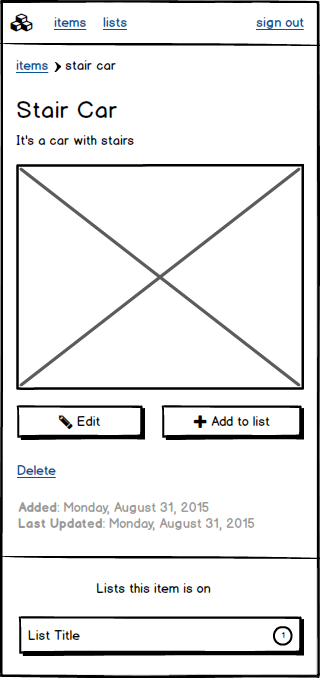 items lists sign out
items > stair car
Stair Car
It's a car with stairs
Edit Add to list
Delete
Added: Monday, August 31, 2015
Last Updated: Monday, August 31, 2015
Lists this item is on
List Title 1